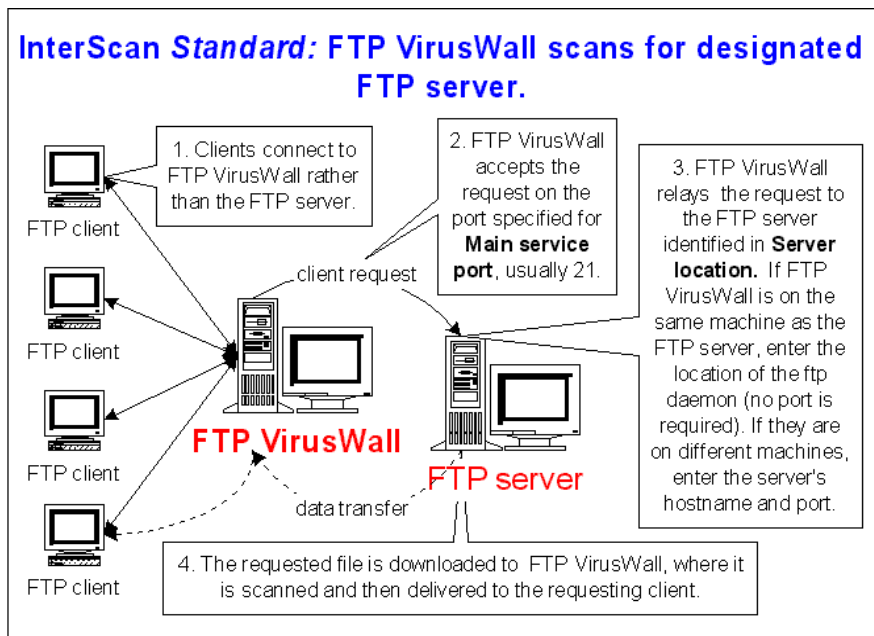 InterScan Standard: FTP VirusWall scans for designated
FTP server.
1. Clients connect to
FTP VirusWall rather
than the FTP server.
2. FTP VirusWall
accepts the
request on the
port specified for
Main service
port, usually 21.
3. FTP VirusWall
relays the request to
the FTP server
identified in Server
location. If FTP
VirusWall is on the
same machine as the
FTP server, enter the
location of the ftp
daemon (no port is
required). If they are
on different machines,
enter the server's
hostname and port.
FTP client
client request
FTP client
FTP client
FTP VirusWall
FTP server
data transfer
FTP client
4. The requested file is downloaded to FTP VirusWall, where it
is scanned and then delivered to the requesting client.